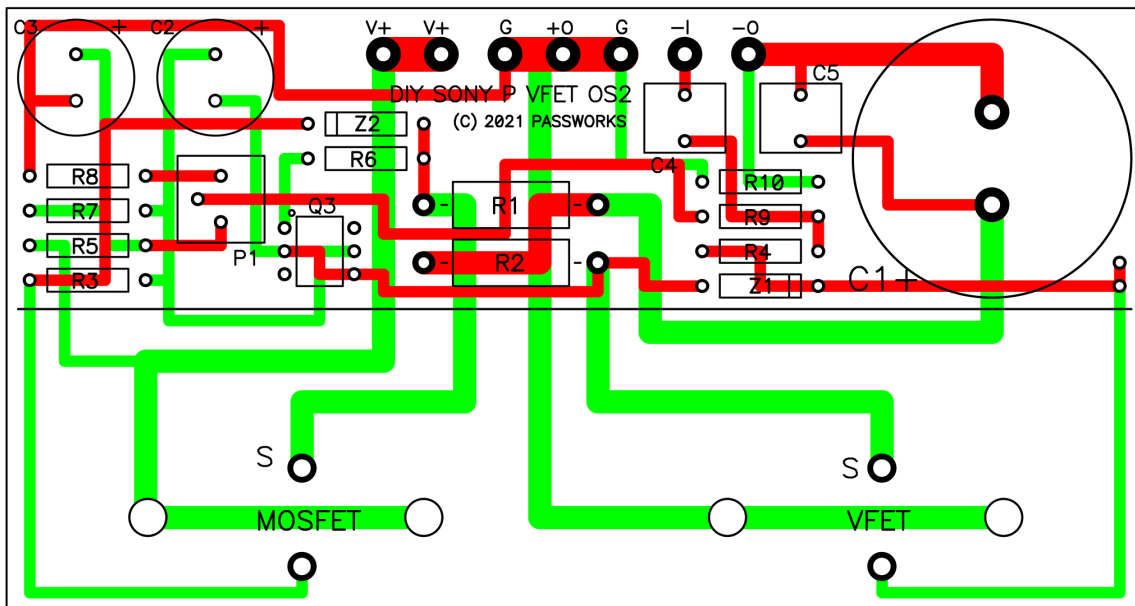 C3 + C2 + V+ V+ G +O G -I -O
DIY SONY P VFET OS2
(C) 2021 PASSWORKS
C5
Z2
R6
C4
R8
R10
R7
Q3
- R1 -
R9
R5
P1
- R2 -
R4
R3
Z1
C1+
S
S
MOSFET
VFET